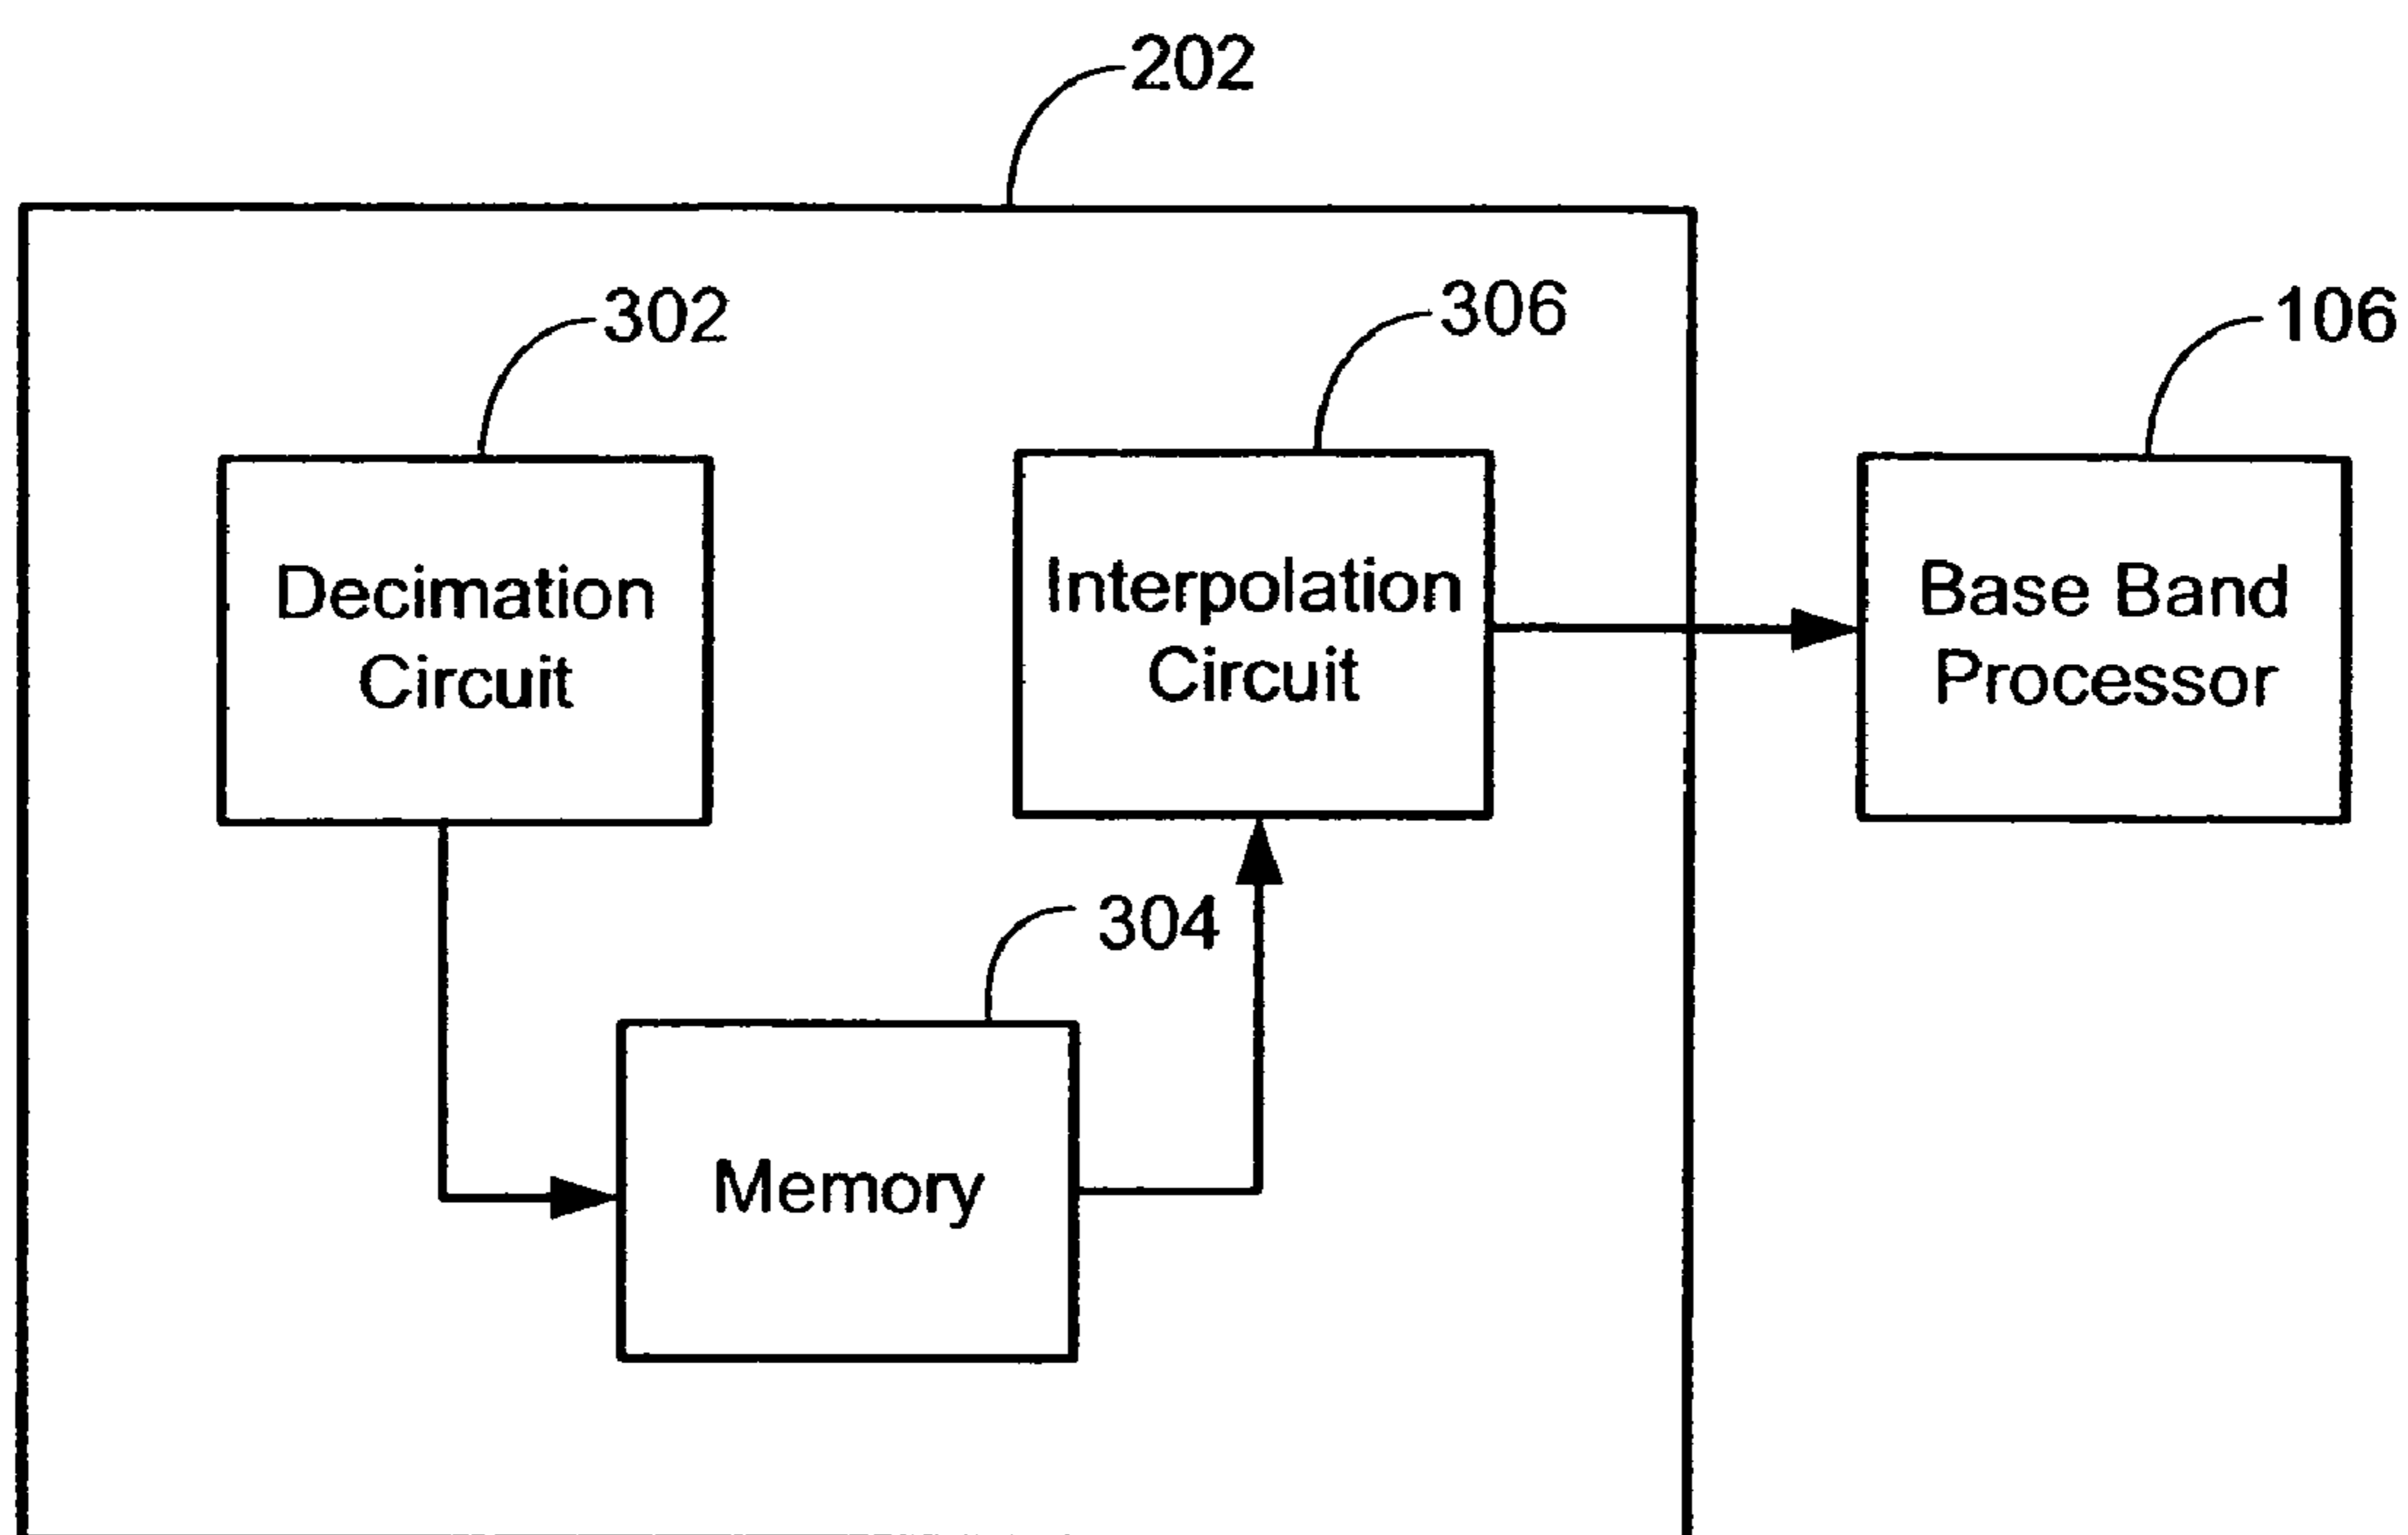 202
302
306
106
Decimation
Circuit
Interpolation
Circuit
Base Band
Processor
304
Memory